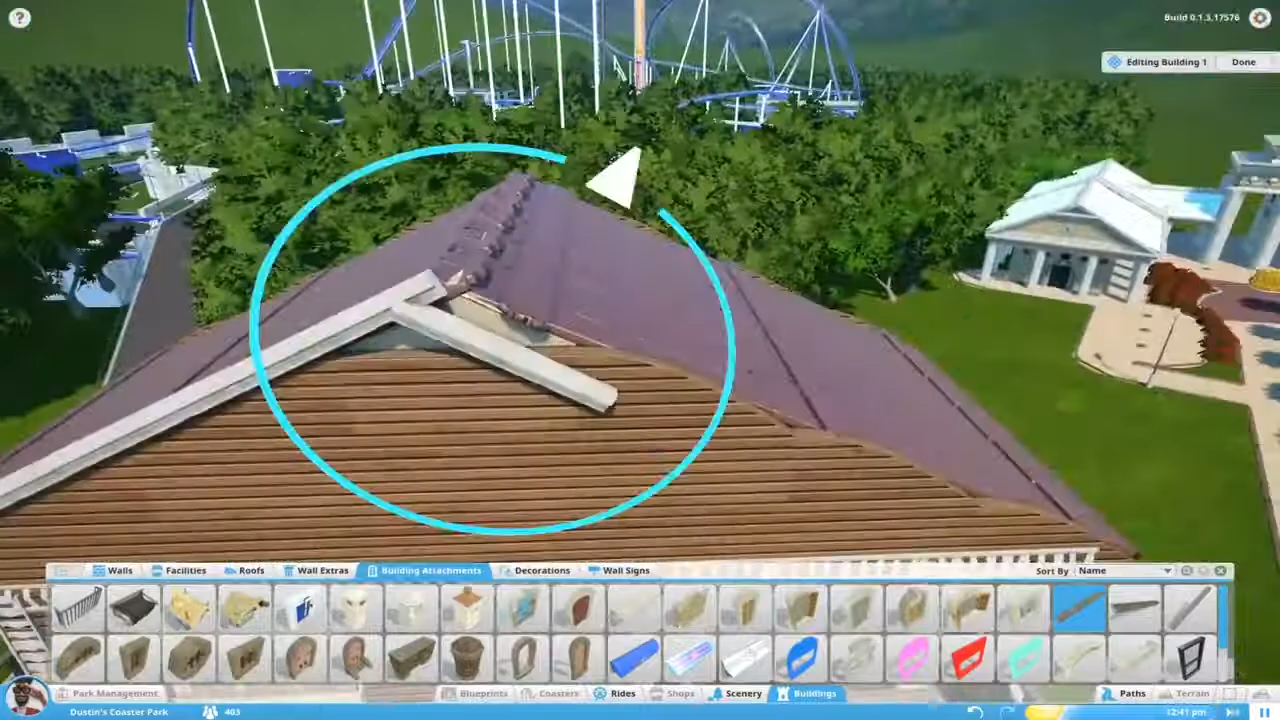 ?
Build 0.1.3.17576
Editing Building 1 Done
Walls Facilities Roofs Wall Extras Building Attachments Decorations Wall Signs Sort By Name
Park Management Blueprints Coasters Rides Shops Scenery Buildings Paths Terrain
Dustin's Coaster Park 403 12:41 pm